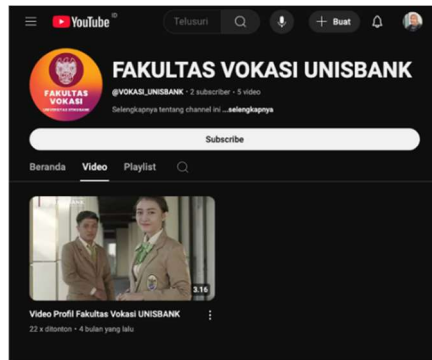 YouTube ID
Telusuri
Buat
FAKULTAS VOKASI
FAKULTAS VOKASI UNISBANK
@VOKASI_UNISBANK • 2 subscriber • 5 video
Selengkapnya tentang channel ini ...selengkapnya
Subscribe
Beranda Video Playlist
3.16
Video Profil Fakultas Vokasi UNISBANK
22 x ditonton • 4 bulan yang lalu